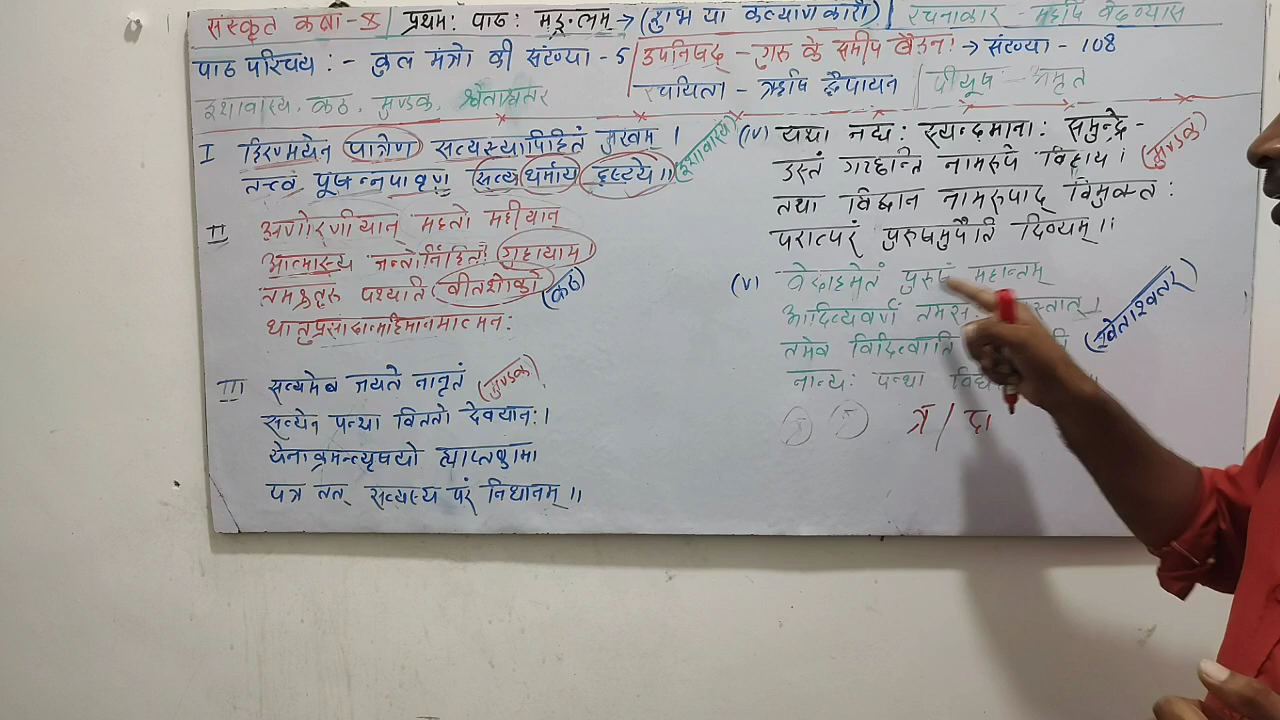 संस्कृत कक्षा - X | प्रथमः पाठः मङ्गलम् → (शुभ या कल्याणकारी) | रचनाकार - महर्षि वेदव्यास
पाठ परिचय :- कुल मंत्रो की संख्या - 5 | उपनिषद् - गुरु के समीप बैठना → संख्या - 108
ईशावास्य, कठ, मुण्डक, श्वेताश्वतर
रचयिता - ऋषि द्वैपायन | पीयूष - अमृत
I हिरण्मयेन पात्रेण सत्यस्यापिहितं मुखम् ।
तत्त्वं पूषन्नपावृणु सत्य धर्माय दृष्टये ॥ (ईशावास्य)
II अणोरणीयान् महतो महीयान्
आत्मास्य जन्तोर्निहितो गुहायाम् ।
तमक्रतुरु पश्यति वीतशोको (कठ)
धातुप्रसादान्महिमानमात्मनः
III सत्यमेव जयते नानृतं (मुण्डक)
सत्येन पन्था विततो देवयानः ।
येनाक्रमन्त्यृषयो ह्याप्तकामा
यत्र तत् सत्यस्य परं निधानम् ॥
(IV) यथा नद्यः स्यन्दमानाः समुन्द्रे -
ऽस्तं गच्छन्ति नामरूपे विहाय । (मुण्डक)
तथा विद्वान नामरूपाद् विमुक्तः
परात्परं पुरुषमुपैति दिव्यम् ॥
(V) वेदाहमेतं पुरुषं महान्तम्
आदित्यवर्णं तमसः स्तात् ।
तमेव विदित्वाति (श्वेताश्वतर)
नान्यः पन्था
त्र / द्य